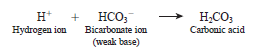 H⁺ + HCO₃⁻ ⟶ H₂CO₃
Hydrogen ion Bicarbonate ion Carbonic acid
(weak base)